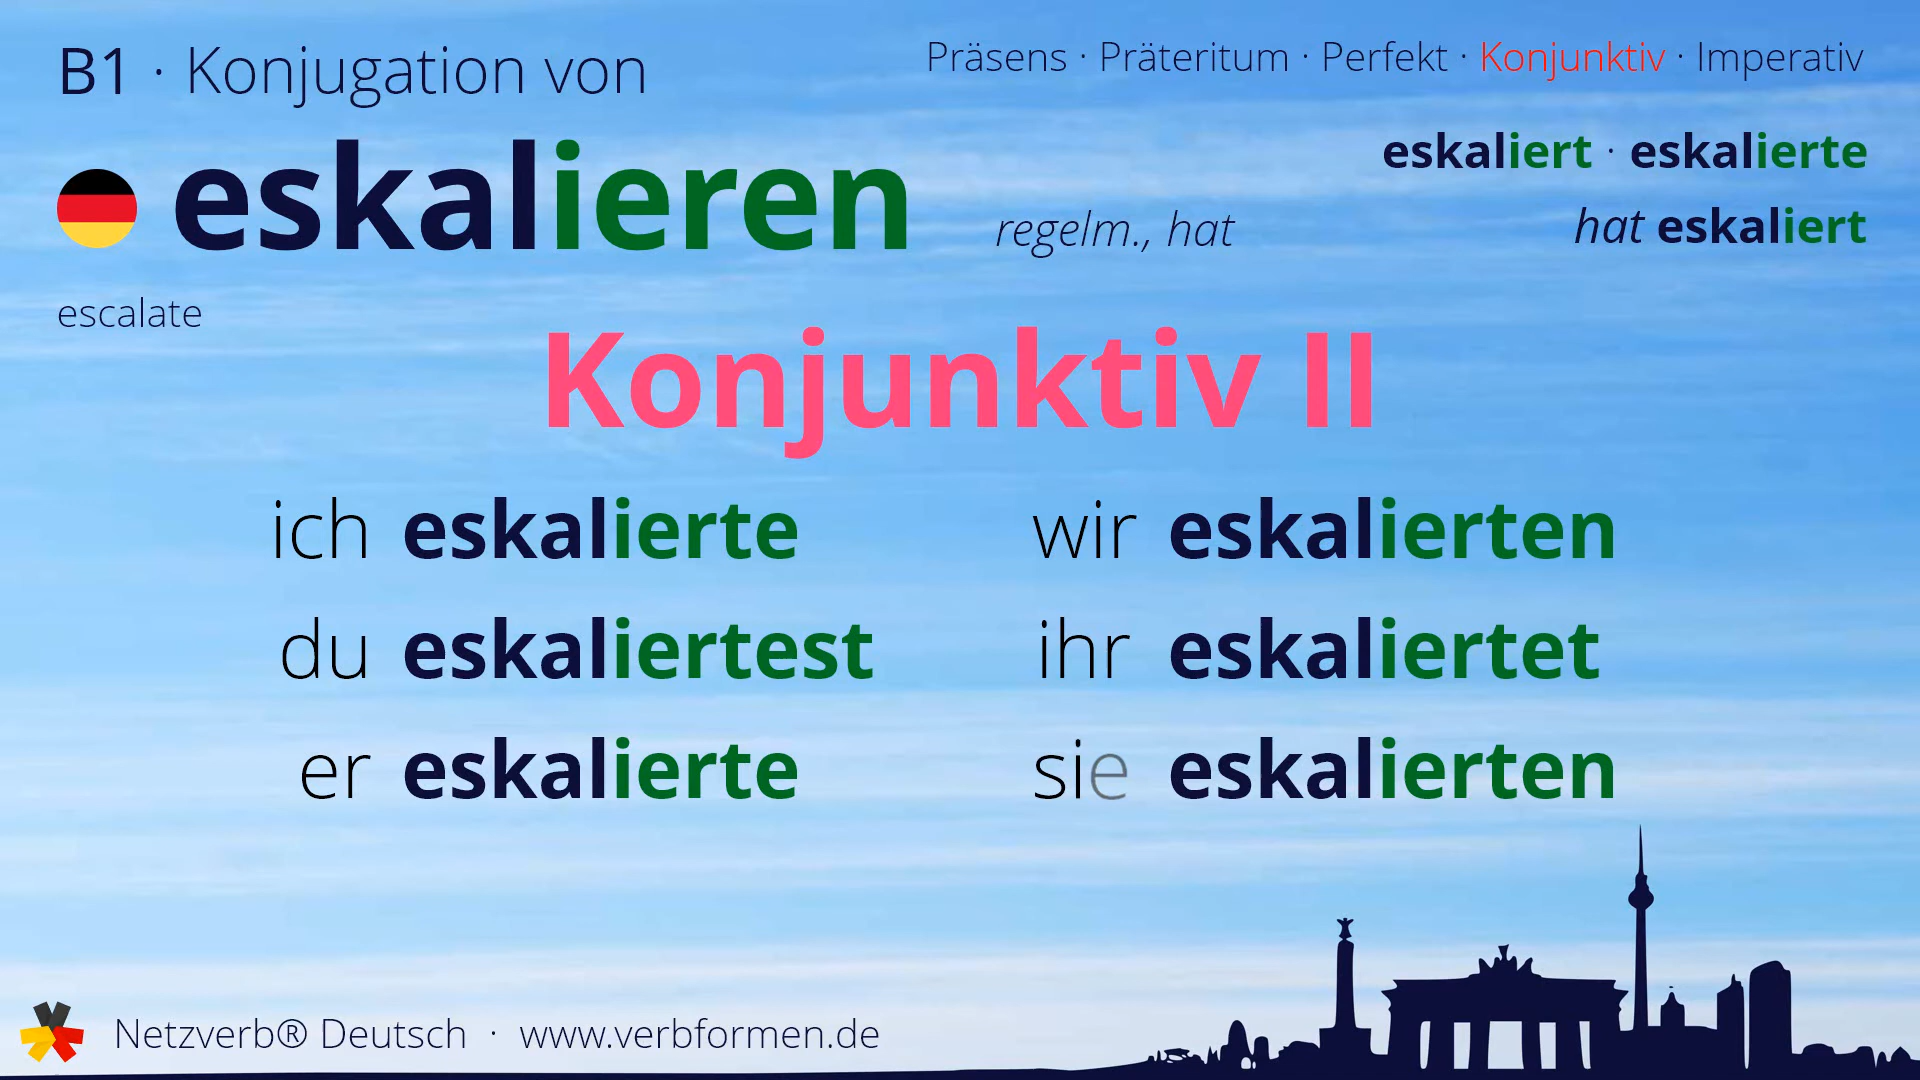 B1 · Konjugation von
Präsens · Präteritum · Perfekt · Konjunktiv · Imperativ
eskalieren
regelm., hat
eskaliert · eskalierte
hat eskaliert
escalate
Konjunktiv II
ich eskalierte
du eskaliertest
er eskalierte
wir eskalierten
ihr eskaliertet
sie eskalierten
Netzverb® Deutsch · www.verbformen.de